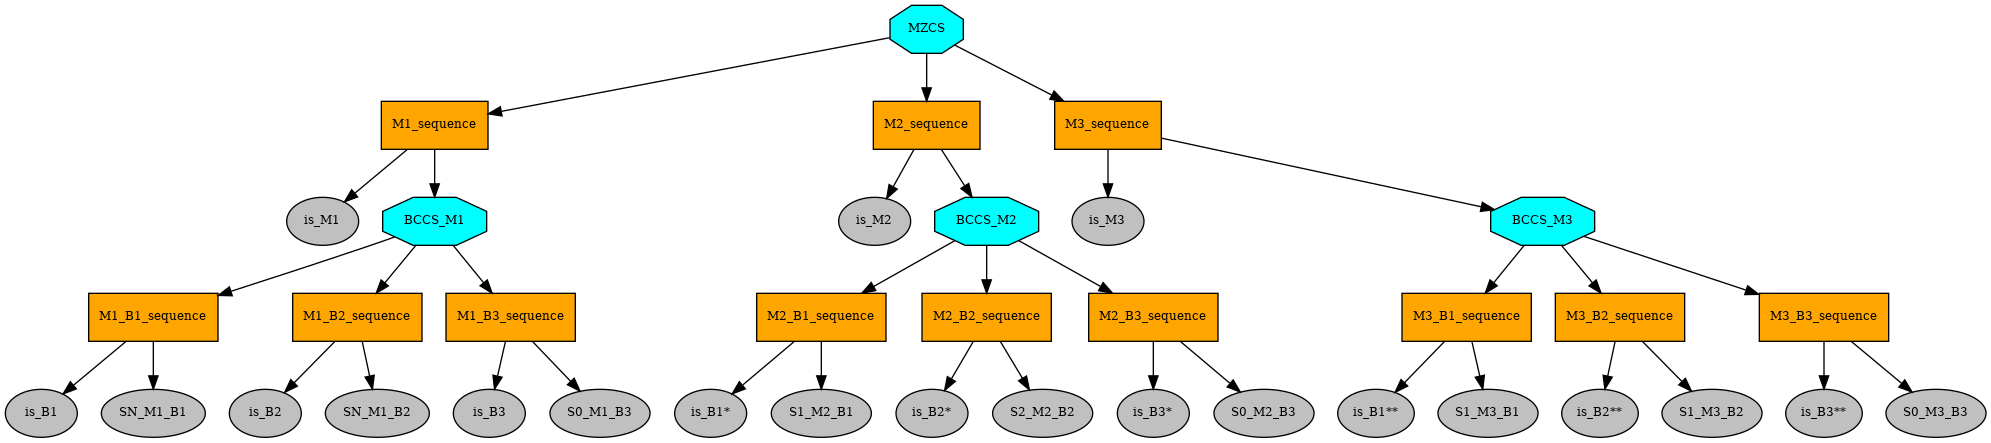 MZCS
M1_sequence
M2_sequence
M3_sequence
is_M1
BCCS_M1
is_M2
BCCS_M2
is_M3
BCCS_M3
M1_B1_sequence
M1_B2_sequence
M1_B3_sequence
M2_B1_sequence
M2_B2_sequence
M2_B3_sequence
M3_B1_sequence
M3_B2_sequence
M3_B3_sequence
is_B1
SN_M1_B1
is_B2
SN_M1_B2
is_B3
S0_M1_B3
is_B1*
S1_M2_B1
is_B2*
S2_M2_B2
is_B3*
S0_M2_B3
is_B1**
S1_M3_B1
is_B2**
S1_M3_B2
is_B3**
S0_M3_B3